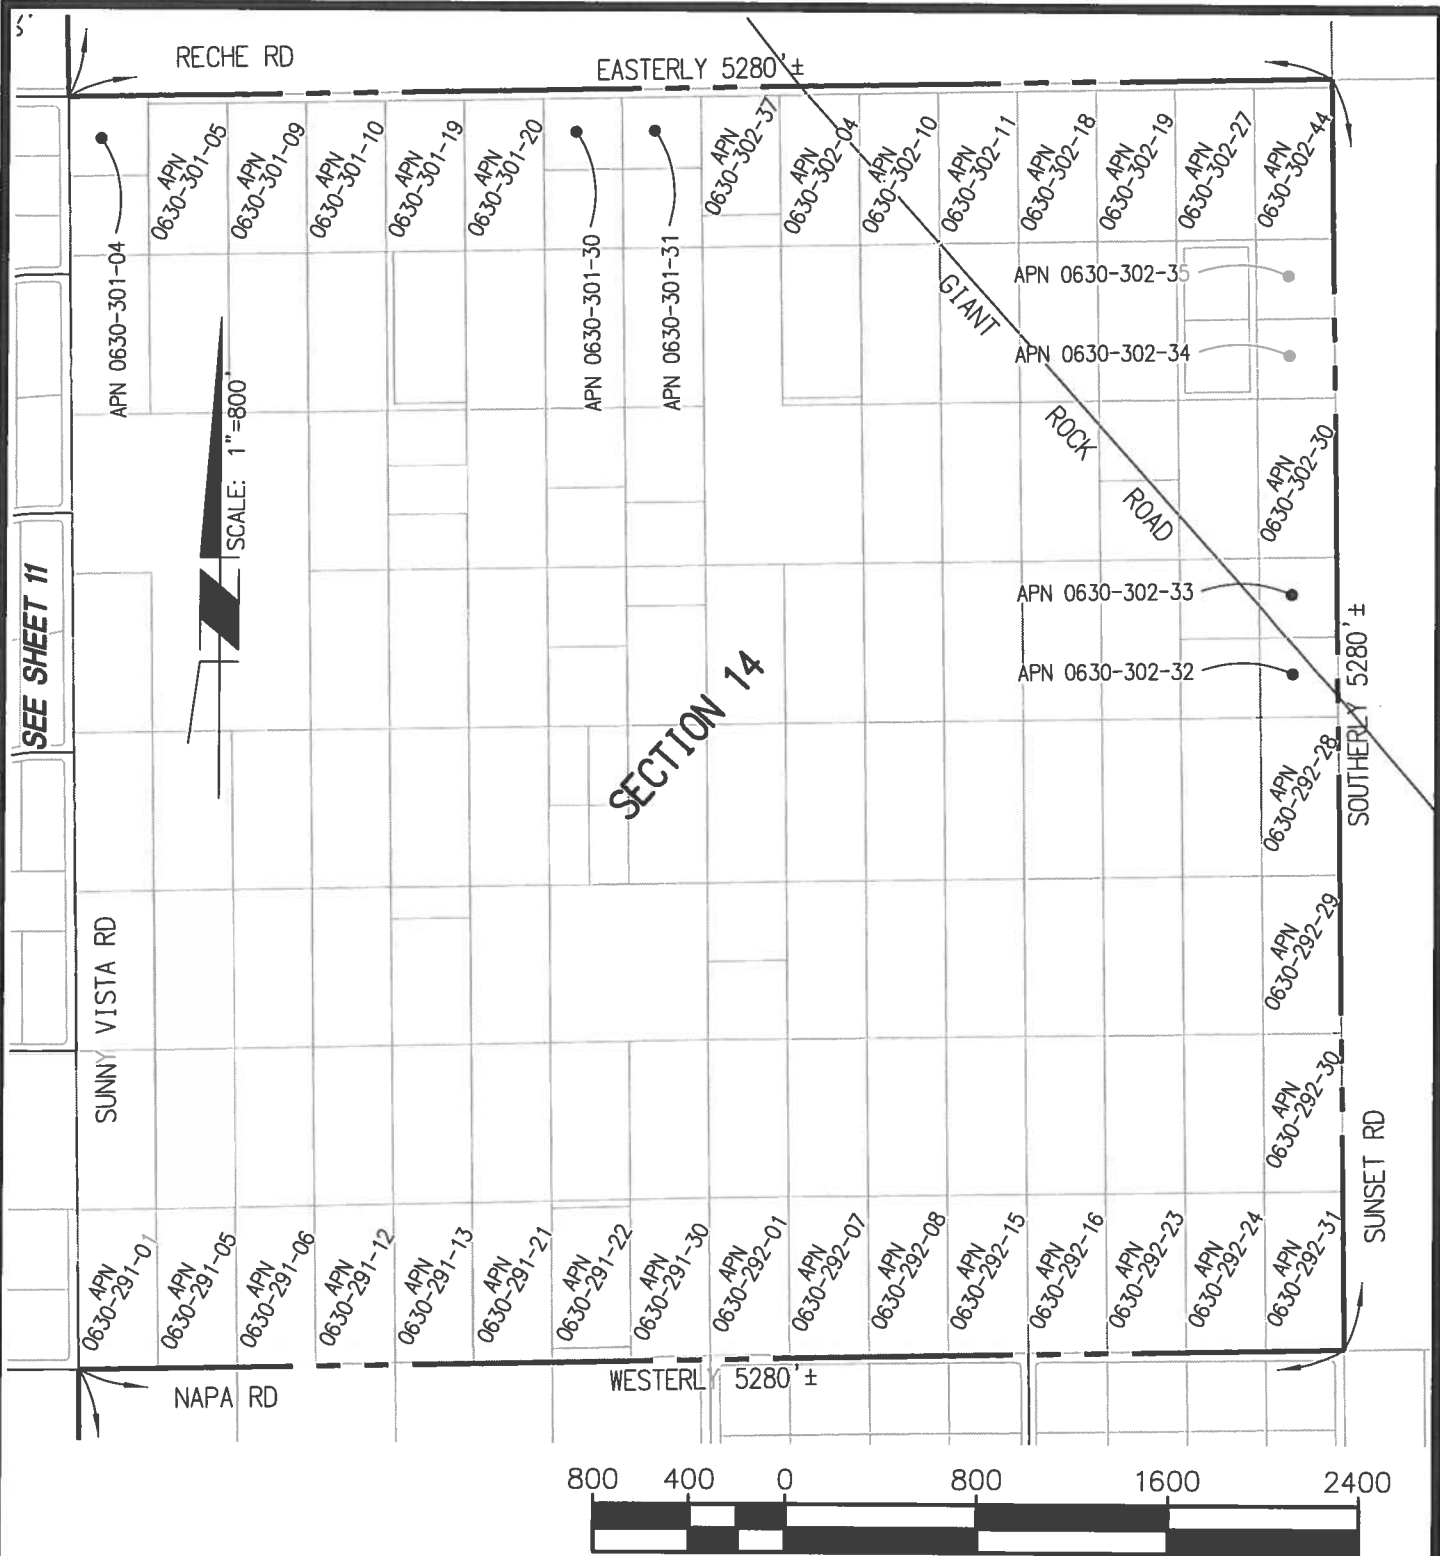 5'
RECHE RD
EASTERLY 5280'±
APN 0630-301-04
APN
0630-301-05
APN
0630-301-09
APN
0630-301-10
APN
0630-301-19
APN
0630-301-20
APN 0630-301-30
APN 0630-301-31
APN
0630-302-37
APN
0630-302-04
APN
0630-302-10
APN
0630-302-11
APN
0630-302-18
APN
0630-302-19
APN
0630-302-27
APN
0630-302-44
APN 0630-302-35
APN 0630-302-34
GIANT
ROCK
ROAD
APN
0630-302-30
SCALE: 1"=800'
SEE SHEET 11
APN 0630-302-33
APN 0630-302-32
SOUTHERLY 5280'±
SECTION 14
APN
0630-292-28
APN
0630-292-29
APN
0630-292-30
SUNNY VISTA RD
SUNSET RD
APN
0630-291-01
APN
0630-291-05
APN
0630-291-06
APN
0630-291-12
APN
0630-291-13
APN
0630-291-21
APN
0630-291-22
APN
0630-291-30
APN
0630-292-01
APN
0630-292-07
APN
0630-292-08
APN
0630-292-15
APN
0630-292-16
APN
0630-292-23
APN
0630-292-24
APN
0630-292-31
NAPA RD
WESTERLY 5280'±
800 400 0 800 1600 2400